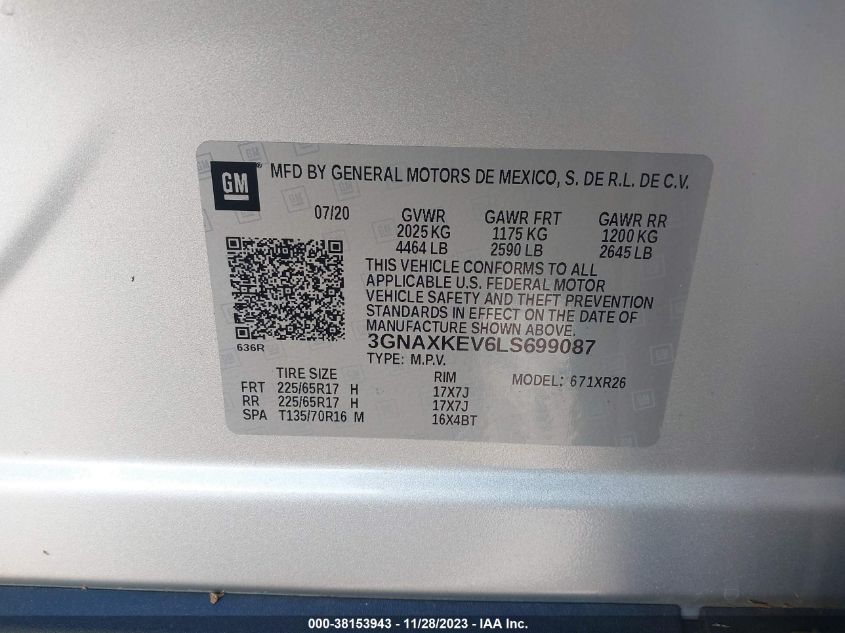 GM ® MFD BY GENERAL MOTORS DE MEXICO, S. DE R.L. DE C.V.
07/20 GVWR GAWR FRT GAWR RR
2025 KG 1175 KG 1200 KG
4464 LB 2590 LB 2645 LB
THIS VEHICLE CONFORMS TO ALL
APPLICABLE U.S. FEDERAL MOTOR
VEHICLE SAFETY AND THEFT PREVENTION
STANDARDS IN EFFECT ON THE DATE OF
MANUFACTURE SHOWN ABOVE.
636R 3GNAXKEV6LS699087
TYPE: M.P.V.
TIRE SIZE RIM MODEL: 671XR26
FRT 225/65R17 H 17X7J
RR 225/65R17 H 17X7J
SPA T135/70R16 M 16X4BT
000-38153943 - 11/28/2023 - IAA Inc.